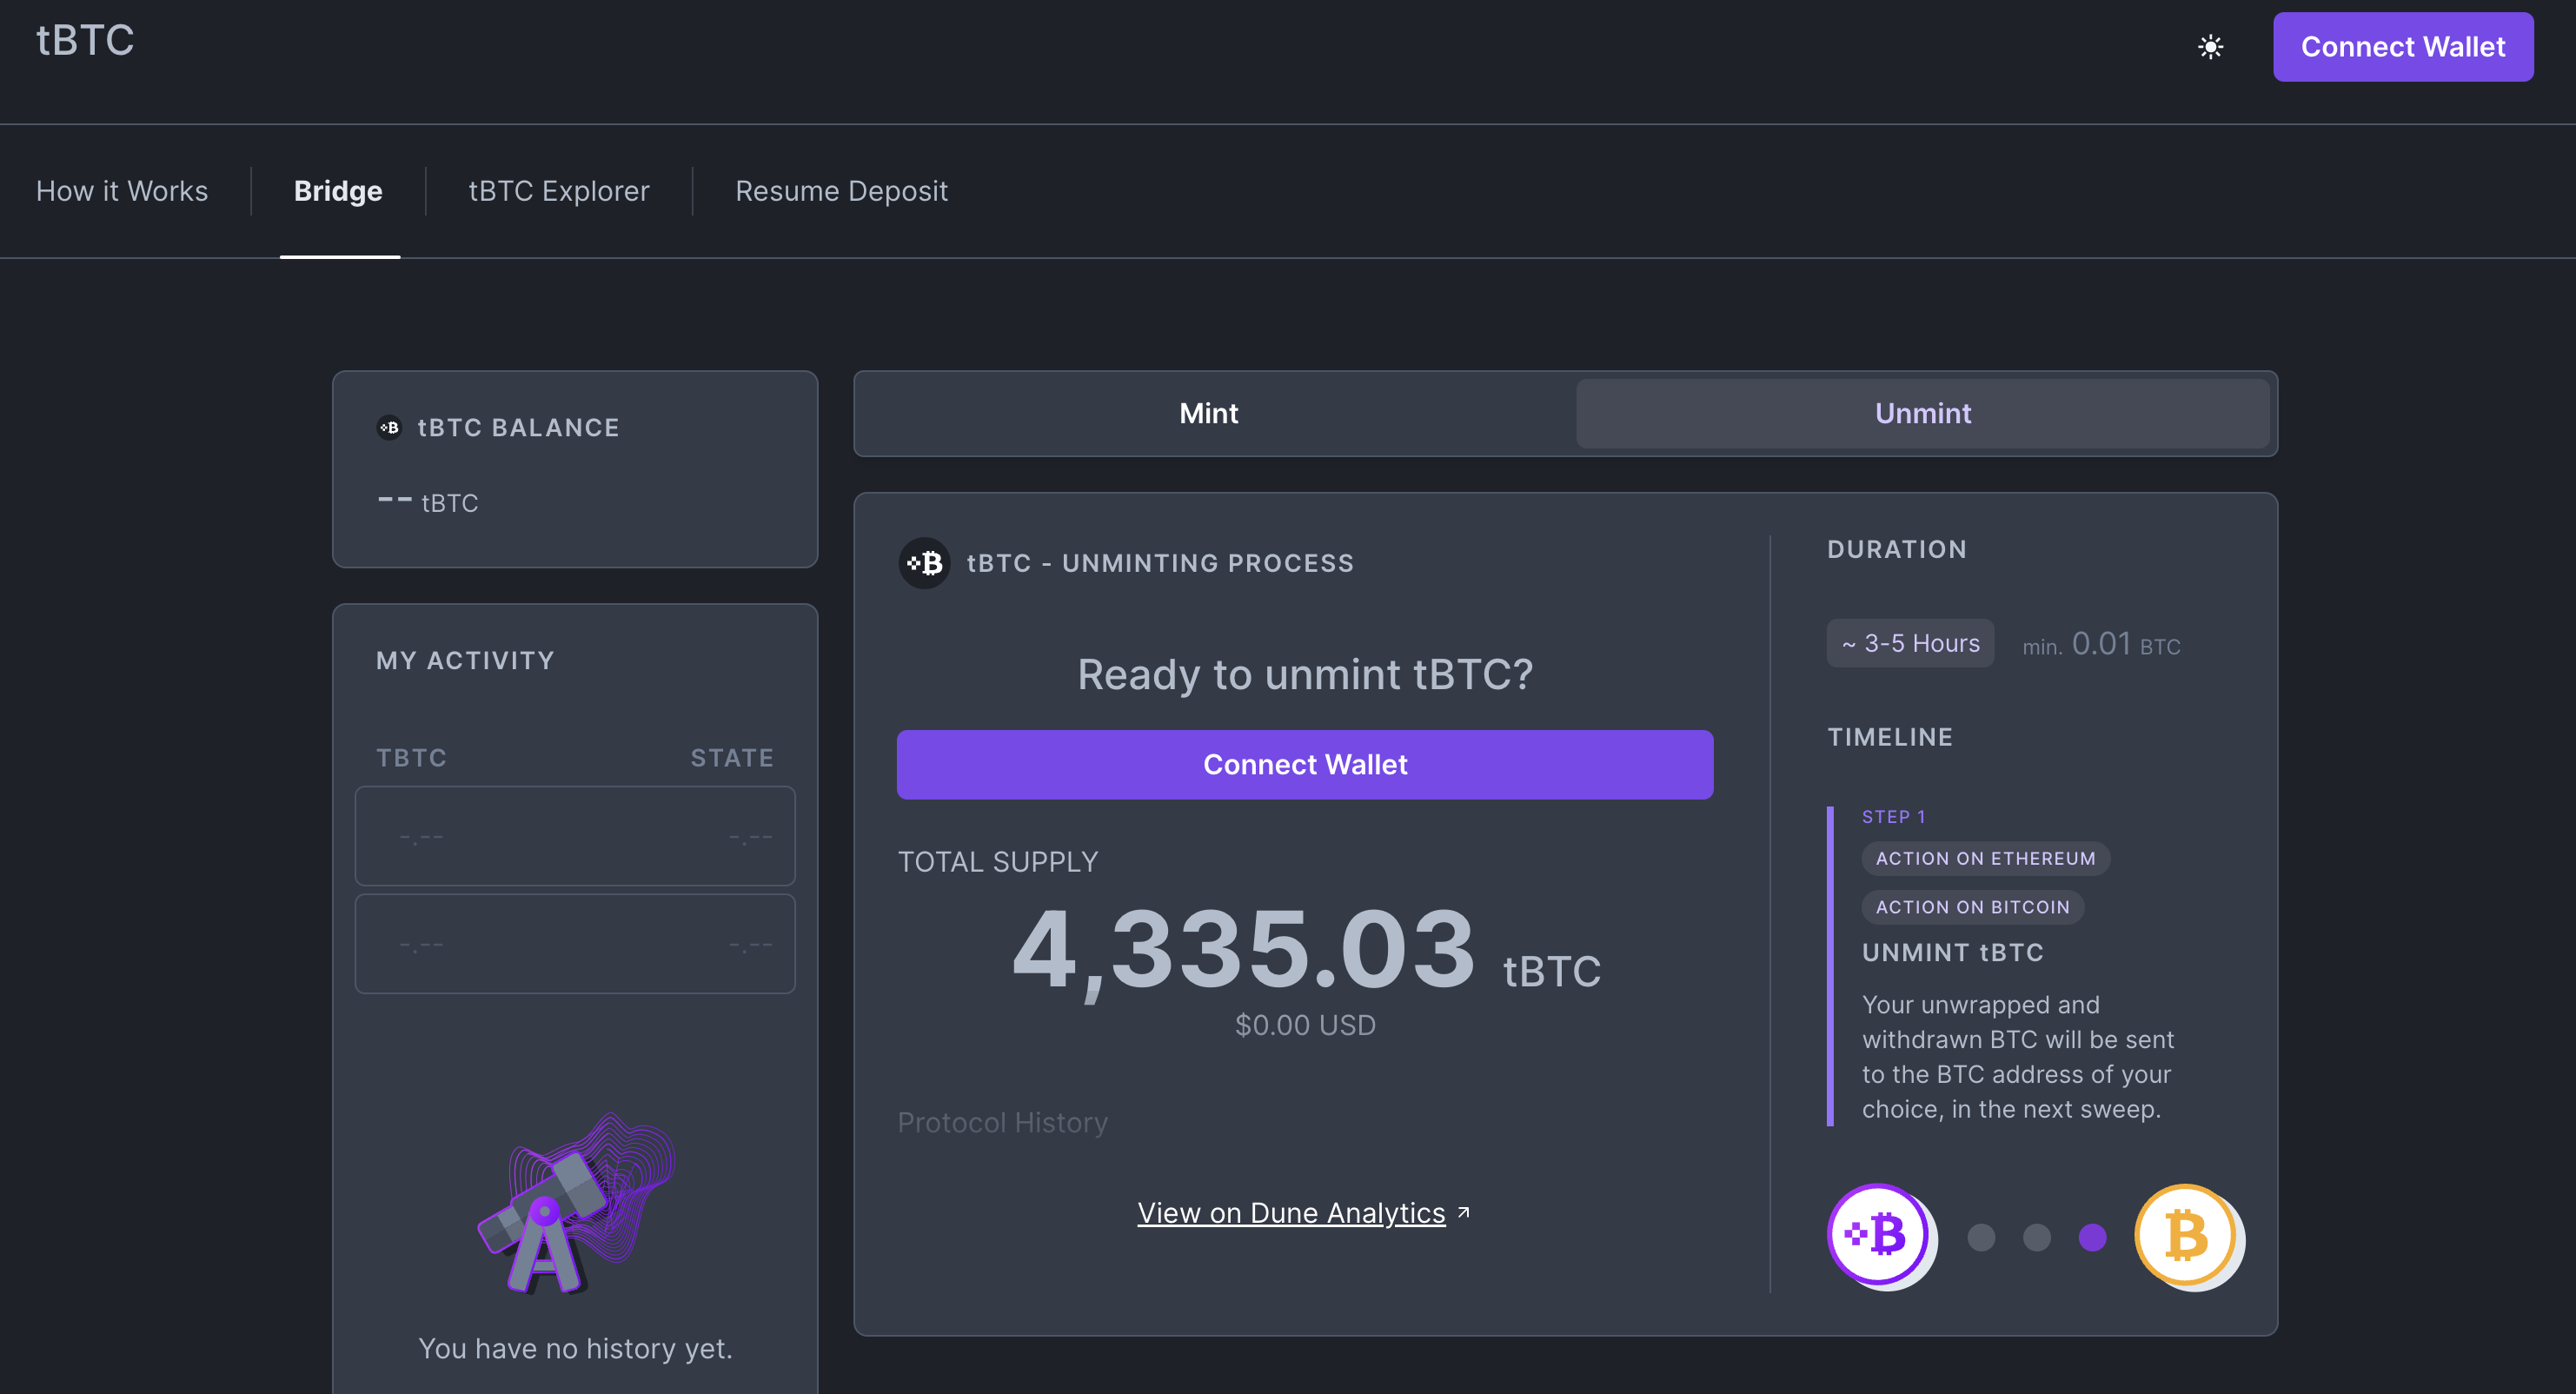 tBTC
Connect Wallet
How it Works
Bridge
tBTC Explorer
Resume Deposit
tBTC BALANCE
-- tBTC
MY ACTIVITY
TBTC STATE
-.-- -.--
-.-- -.--
You have no history yet.
Mint
Unmint
tBTC - UNMINTING PROCESS
Ready to unmint tBTC?
Connect Wallet
TOTAL SUPPLY
4,335.03 tBTC
$0.00 USD
Protocol History
View on Dune Analytics
DURATION
~ 3-5 Hours min. 0.01 BTC
TIMELINE
STEP 1
ACTION ON ETHEREUM
ACTION ON BITCOIN
UNMINT tBTC
Your unwrapped and
withdrawn BTC will be sent
to the BTC address of your
choice, in the next sweep.